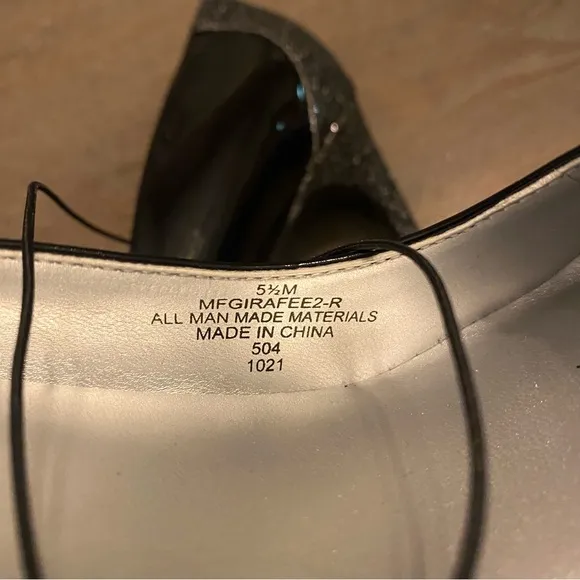 5½M
MFGIRAFEE2-R
ALL MAN MADE MATERIALS
MADE IN CHINA
504
1021